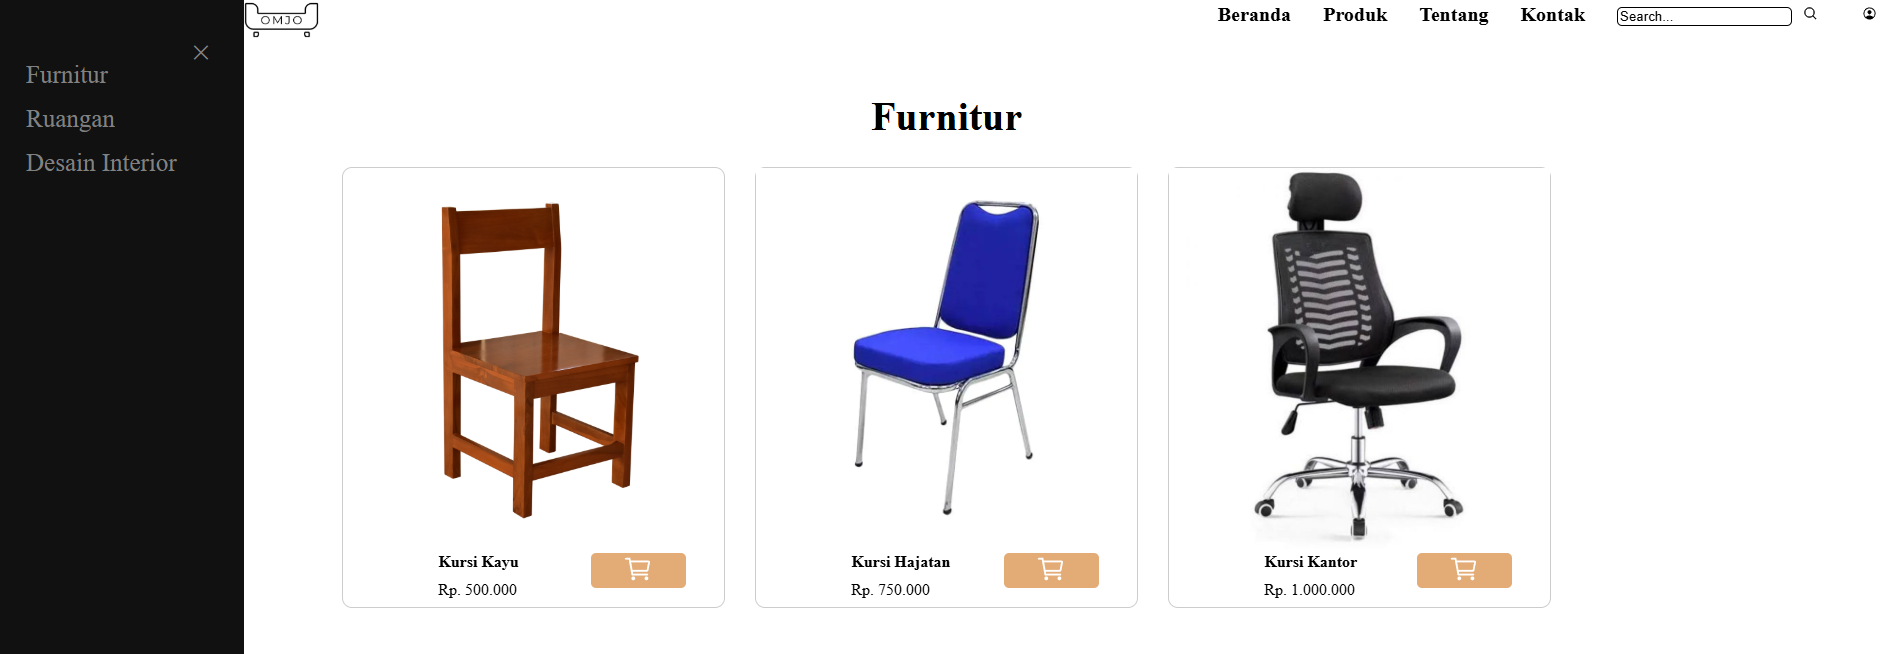 OMJO
Beranda Produk Tentang Kontak Search...
Furnitur
Ruangan
Desain Interior
Furnitur
Kursi Kayu
Rp. 500.000
Kursi Hajatan
Rp. 750.000
Kursi Kantor
Rp. 1.000.000